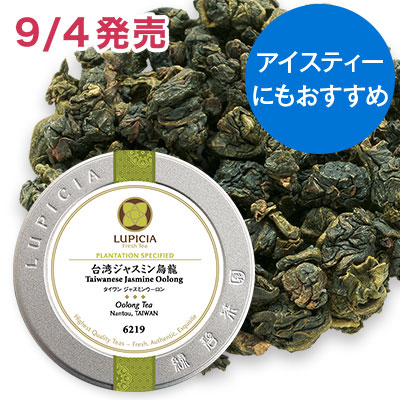 9/4発売
アイスティー
にもおすすめ
LUPICIA
LUPICIA
Fresh Tea
PLANTATION SPECIFIED
台湾ジャスミン烏龍
Taiwanese Jasmine Oolong
タイワン ジャスミンウーロン
Oolong Tea
Nantou, TAIWAN
6219
Highest Quality Teas – Fresh, Authentic, Exquisite
緑碧茶園